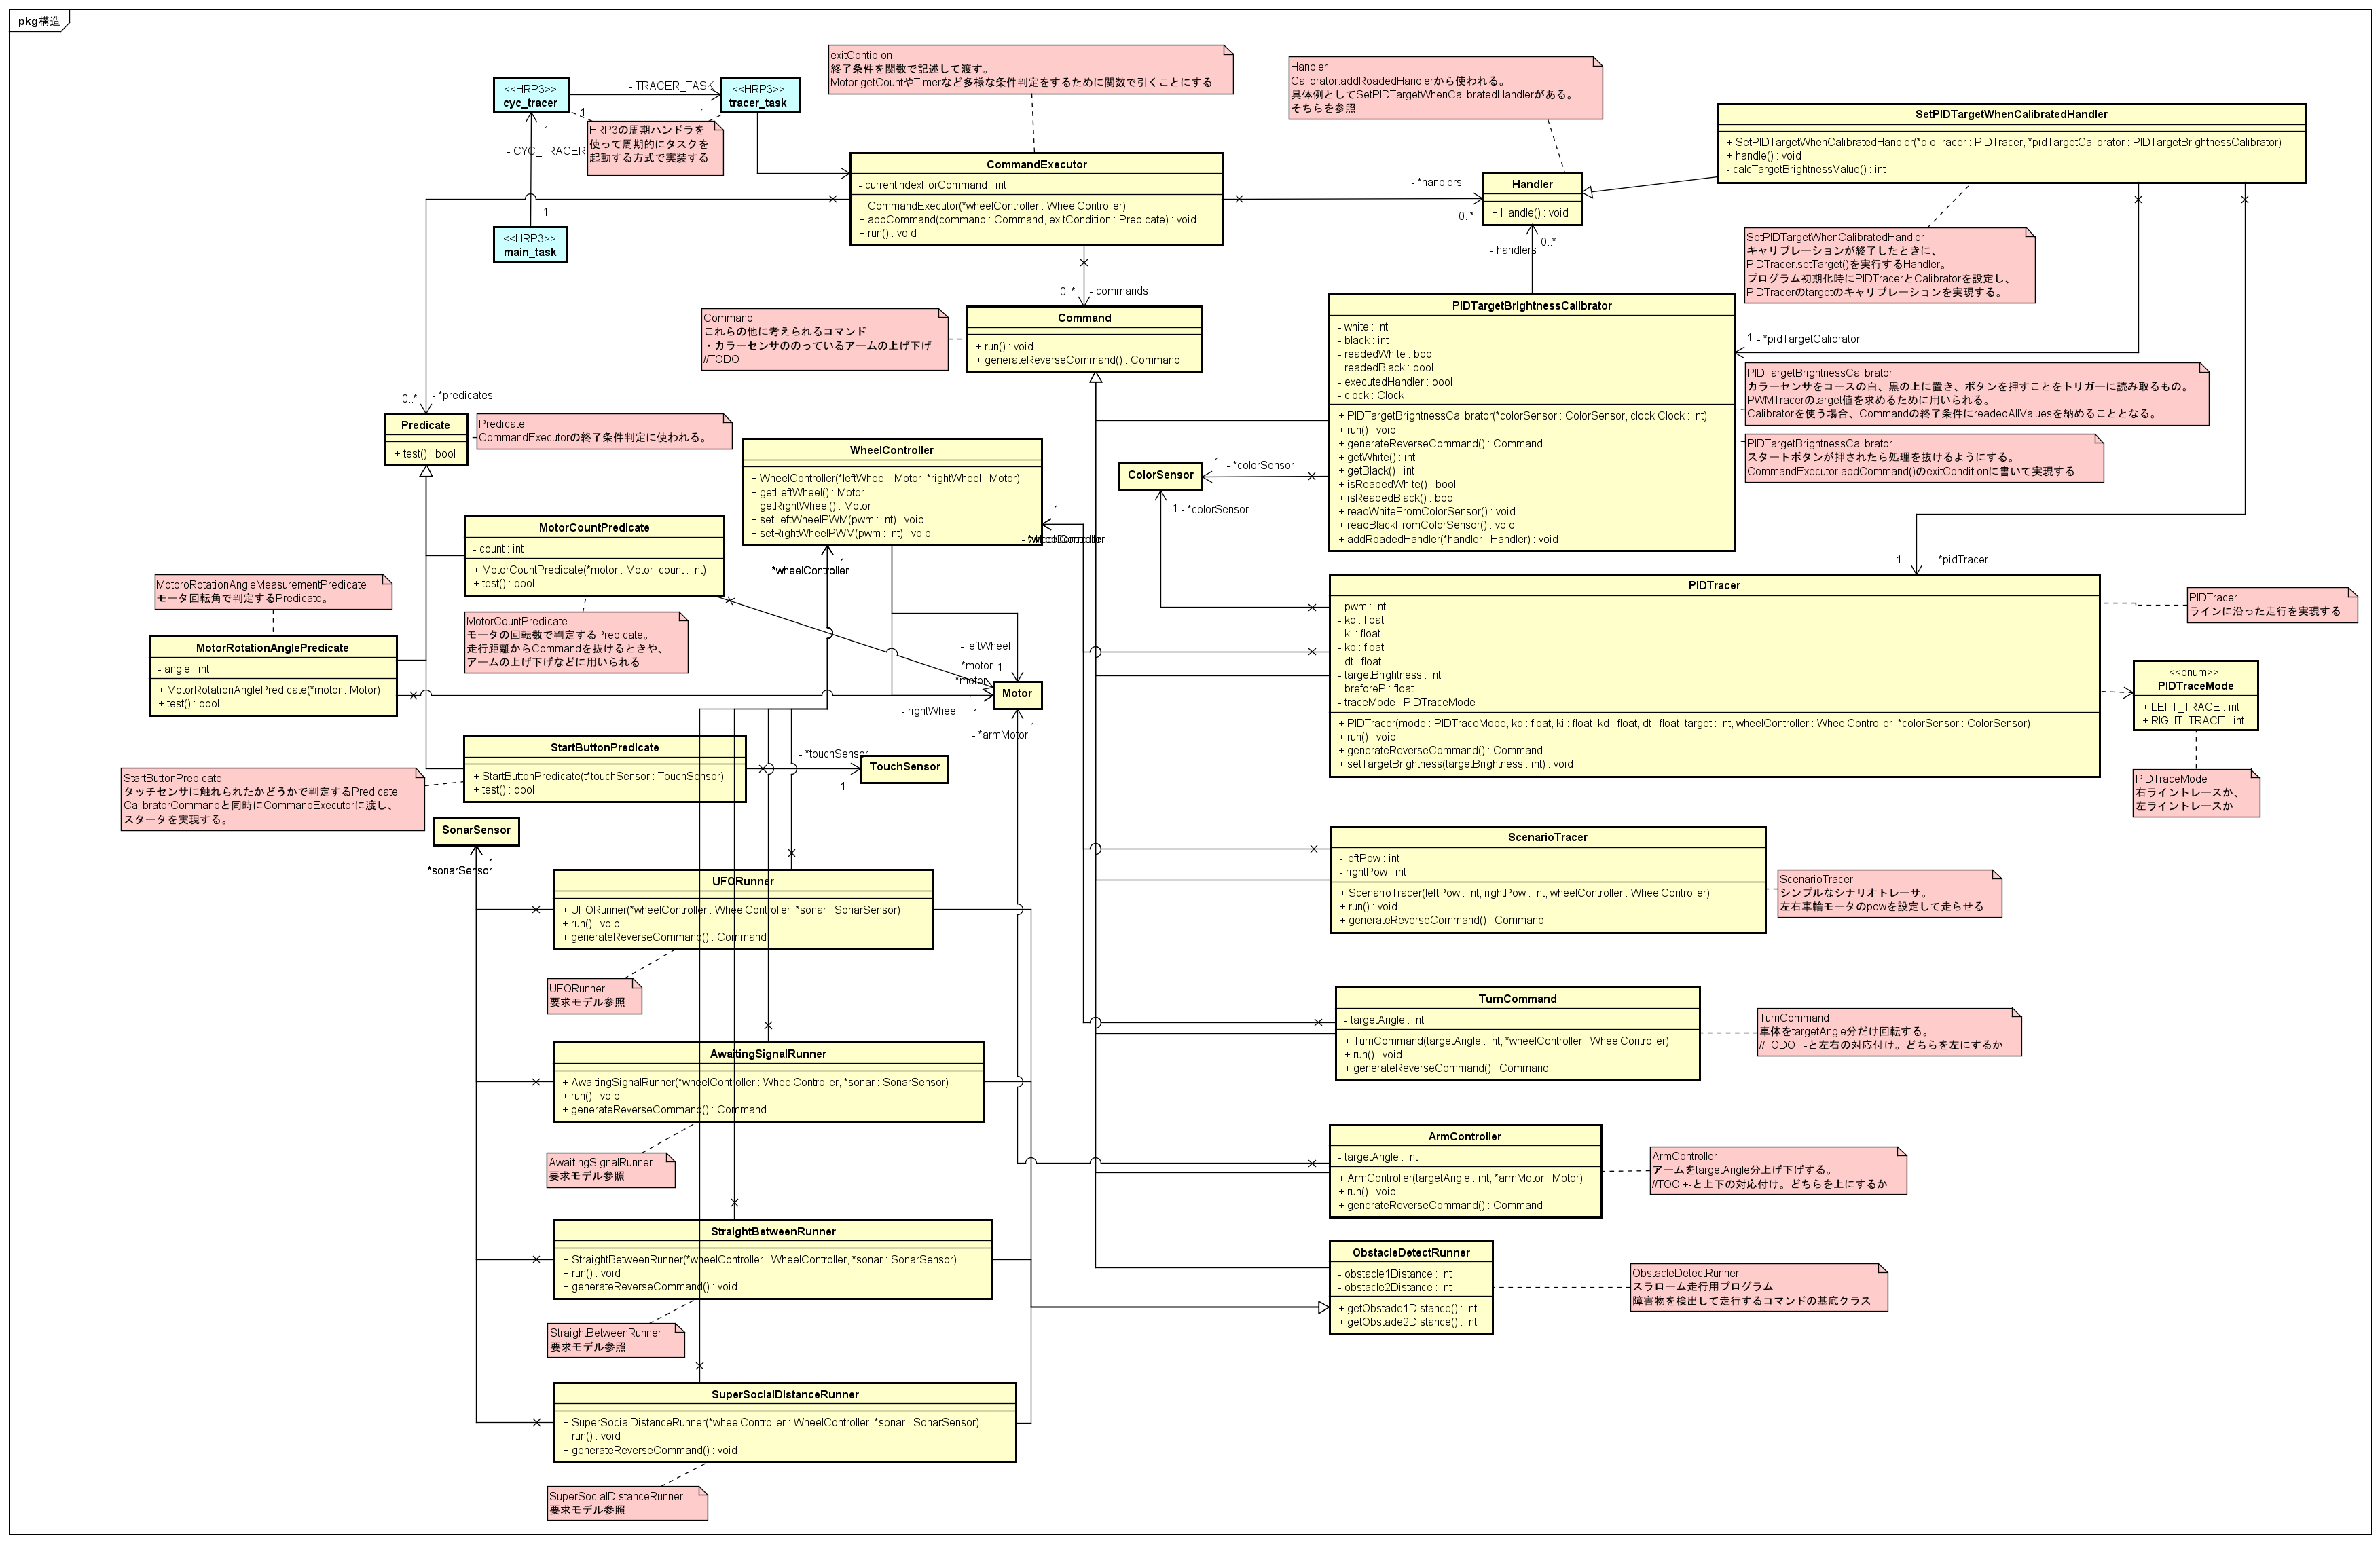 pkg 構造
<<HRP3>>
cyc_tracer
- TRACER_TASK
<<HRP3>>
tracer_task
1
1
1
- CYC_TRACER
1
HRP3の周期ハンドラを
使って周期的にタスクを
起動する方式で実装する
<<HRP3>>
main_task
exitContidion
終了条件を関数で記述して渡す。
Motor.getCountやTimerなど多様な条件判定をするために関数で引くことにする
Handler
Calibrator.addRoadedHandlerから使われる。
具体例としてSetPIDTargetWhenCalibratedHandlerがある。
そちらを参照
CommandExecutor
- currentIndexForCommand : int
+ CommandExecutor(*wheelController : WheelController)
+ addCommand(command : Command, exitCondition : Predicate) : void
+ run() : void
- *handlers
0..*
Handler
+ Handle() : void
0..*
- handlers
SetPIDTargetWhenCalibratedHandler
+ SetPIDTargetWhenCalibratedHandler(*pidTracer : PIDTracer, *pidTargetCalibrator : PIDTargetBrightnessCalibrator)
+ handle() : void
- calcTargetBrightnessValue() : int
SetPIDTargetWhenCalibratedHandler
キャリブレーションが終了したときに、
PIDTracer.setTarget()を実行するHandler。
プログラム初期化時にPIDTracerとCalibratorを設定し、
PIDTracerのtargetのキャリブレーションを実現する。
0..*
- commands
Command
これらの他に考えられるコマンド
・カラーセンサののっているアームの上げ下げ
//TODO
Command
+ run() : void
+ generateReverseCommand() : Command
PIDTargetBrightnessCalibrator
- white : int
- black : int
- readedWhite : bool
- readedBlack : bool
- executedHandler : bool
- clock : Clock
+ PIDTargetBrightnessCalibrator(*colorSensor : ColorSensor, clock Clock : int)
+ run() : void
+ generateReverseCommand() : Command
+ getWhite() : int
+ getBlack() : int
+ isReadedWhite() : bool
+ isReadedBlack() : bool
+ readWhiteFromColorSensor() : void
+ readBlackFromColorSensor() : void
+ addRoadedHandler(*handler : Handler) : void
1
- *pidTargetCalibrator
PIDTargetBrightnessCalibrator
カラーセンサをコースの白、黒の上に置き、ボタンを押すことをトリガーに読み取るもの。
PWMTracerのtarget値を求めるために用いられる。
Calibratorを使う場合、Commandの終了条件にreadedAllValuesを納めることとなる。
PIDTargetBrightnessCalibrator
スタートボタンが押されたら処理を抜けるようにする。
CommandExecutor.addCommand()のexitConditionに書いて実現する
0..*
- *predicates
Predicate
+ test() : bool
Predicate
CommandExecutorの終了条件判定に使われる。
WheelController
+ WheelController(*leftWheel : Motor, *rightWheel : Motor)
+ getLeftWheel() : Motor
+ getRightWheel() : Motor
+ setLeftWheelPWM(pwm : int) : void
+ setRightWheelPWM(pwm : int) : void
1
1
- *wheelController
ColorSensor
1
- *colorSensor
1
- *colorSensor
MotorCountPredicate
- count : int
+ MotorCountPredicate(*motor : Motor, count : int)
+ test() : bool
MotorCountPredicate
モータの回転数で判定するPredicate。
走行距離からCommandを抜けるときや、
アームの上げ下げなどに用いられる
MotoroRotationAngleMeasurementPredicate
モータ回転角で判定するPredicate。
MotorRotationAnglePredicate
- angle : int
+ MotorRotationAnglePredicate(*motor : Motor)
+ test() : bool
- leftWheel
- *motor
1
- *motor
Motor
1
- rightWheel
1
1
- *armMotor
1
- *pidTracer
PIDTracer
- pwm : int
- kp : float
- ki : float
- kd : float
- dt : float
- targetBrightness : int
- breforeP : float
- traceMode : PIDTraceMode
+ PIDTracer(mode : PIDTraceMode, kp : float, ki : float, kd : float, dt : float, target : int, wheelController : WheelController, *colorSensor : ColorSensor)
+ run() : void
+ generateReverseCommand() : Command
+ setTargetBrightness(targetBrightness : int) : void
PIDTracer
ラインに沿った走行を実現する
<<enum>>
PIDTraceMode
+ LEFT_TRACE : int
+ RIGHT_TRACE : int
PIDTraceMode
右ライントレースか、
左ライントレースか
StartButtonPredicate
+ StartButtonPredicate(t*touchSensor : TouchSensor)
+ test() : bool
- *touchSensor
1
TouchSensor
StartButtonPredicate
タッチセンサに触れられたかどうかで判定するPredicate
CalibratorCommandと同時にCommandExecutorに渡し、
スタータを実現する。
SonarSensor
1
- *sonarSensor
UFORunner
+ UFORunner(*wheelController : WheelController, *sonar : SonarSensor)
+ run() : void
+ generateReverseCommand() : Command
UFORunner
要求モデル参照
ScenarioTracer
- leftPow : int
- rightPow : int
+ ScenarioTracer(leftPow : int, rightPow : int, wheelController : WheelController)
+ run() : void
+ generateReverseCommand() : Command
ScenarioTracer
シンプルなシナリオトレーサ。
左右車輪モータのpowを設定して走らせる
AwaitingSignalRunner
+ AwaitingSignalRunner(*wheelController : WheelController, *sonar : SonarSensor)
+ run() : void
+ generateReverseCommand() : Command
AwaitingSignalRunner
要求モデル参照
TurnCommand
- targetAngle : int
+ TurnCommand(targetAngle : int, *wheelController : WheelController)
+ run() : void
+ generateReverseCommand() : Command
TurnCommand
車体をtargetAngle分だけ回転する。
//TODO +-と左右の対応付け。どちらを左にするか
ArmController
- targetAngle : int
+ ArmController(targetAngle : int, *armMotor : Motor)
+ run() : void
+ generateReverseCommand() : Command
ArmController
アームをtargetAngle分上げ下げする。
//TOO +-と上下の対応付け。どちらを上にするか
StraightBetweenRunner
+ StraightBetweenRunner(*wheelController : WheelController, *sonar : SonarSensor)
+ run() : void
+ generateReverseCommand() : void
StraightBetweenRunner
要求モデル参照
ObstacleDetectRunner
- obstacle1Distance : int
- obstacle2Distance : int
+ getObstade1Distance() : int
+ getObstade2Distance() : int
ObstacleDetectRunner
スラローム走行用プログラム
障害物を検出して走行するコマンドの基底クラス
SuperSocialDistanceRunner
+ SuperSocialDistanceRunner(*wheelController : WheelController, *sonar : SonarSensor)
+ run() : void
+ generateReverseCommand() : void
SuperSocialDistanceRunner
要求モデル参照